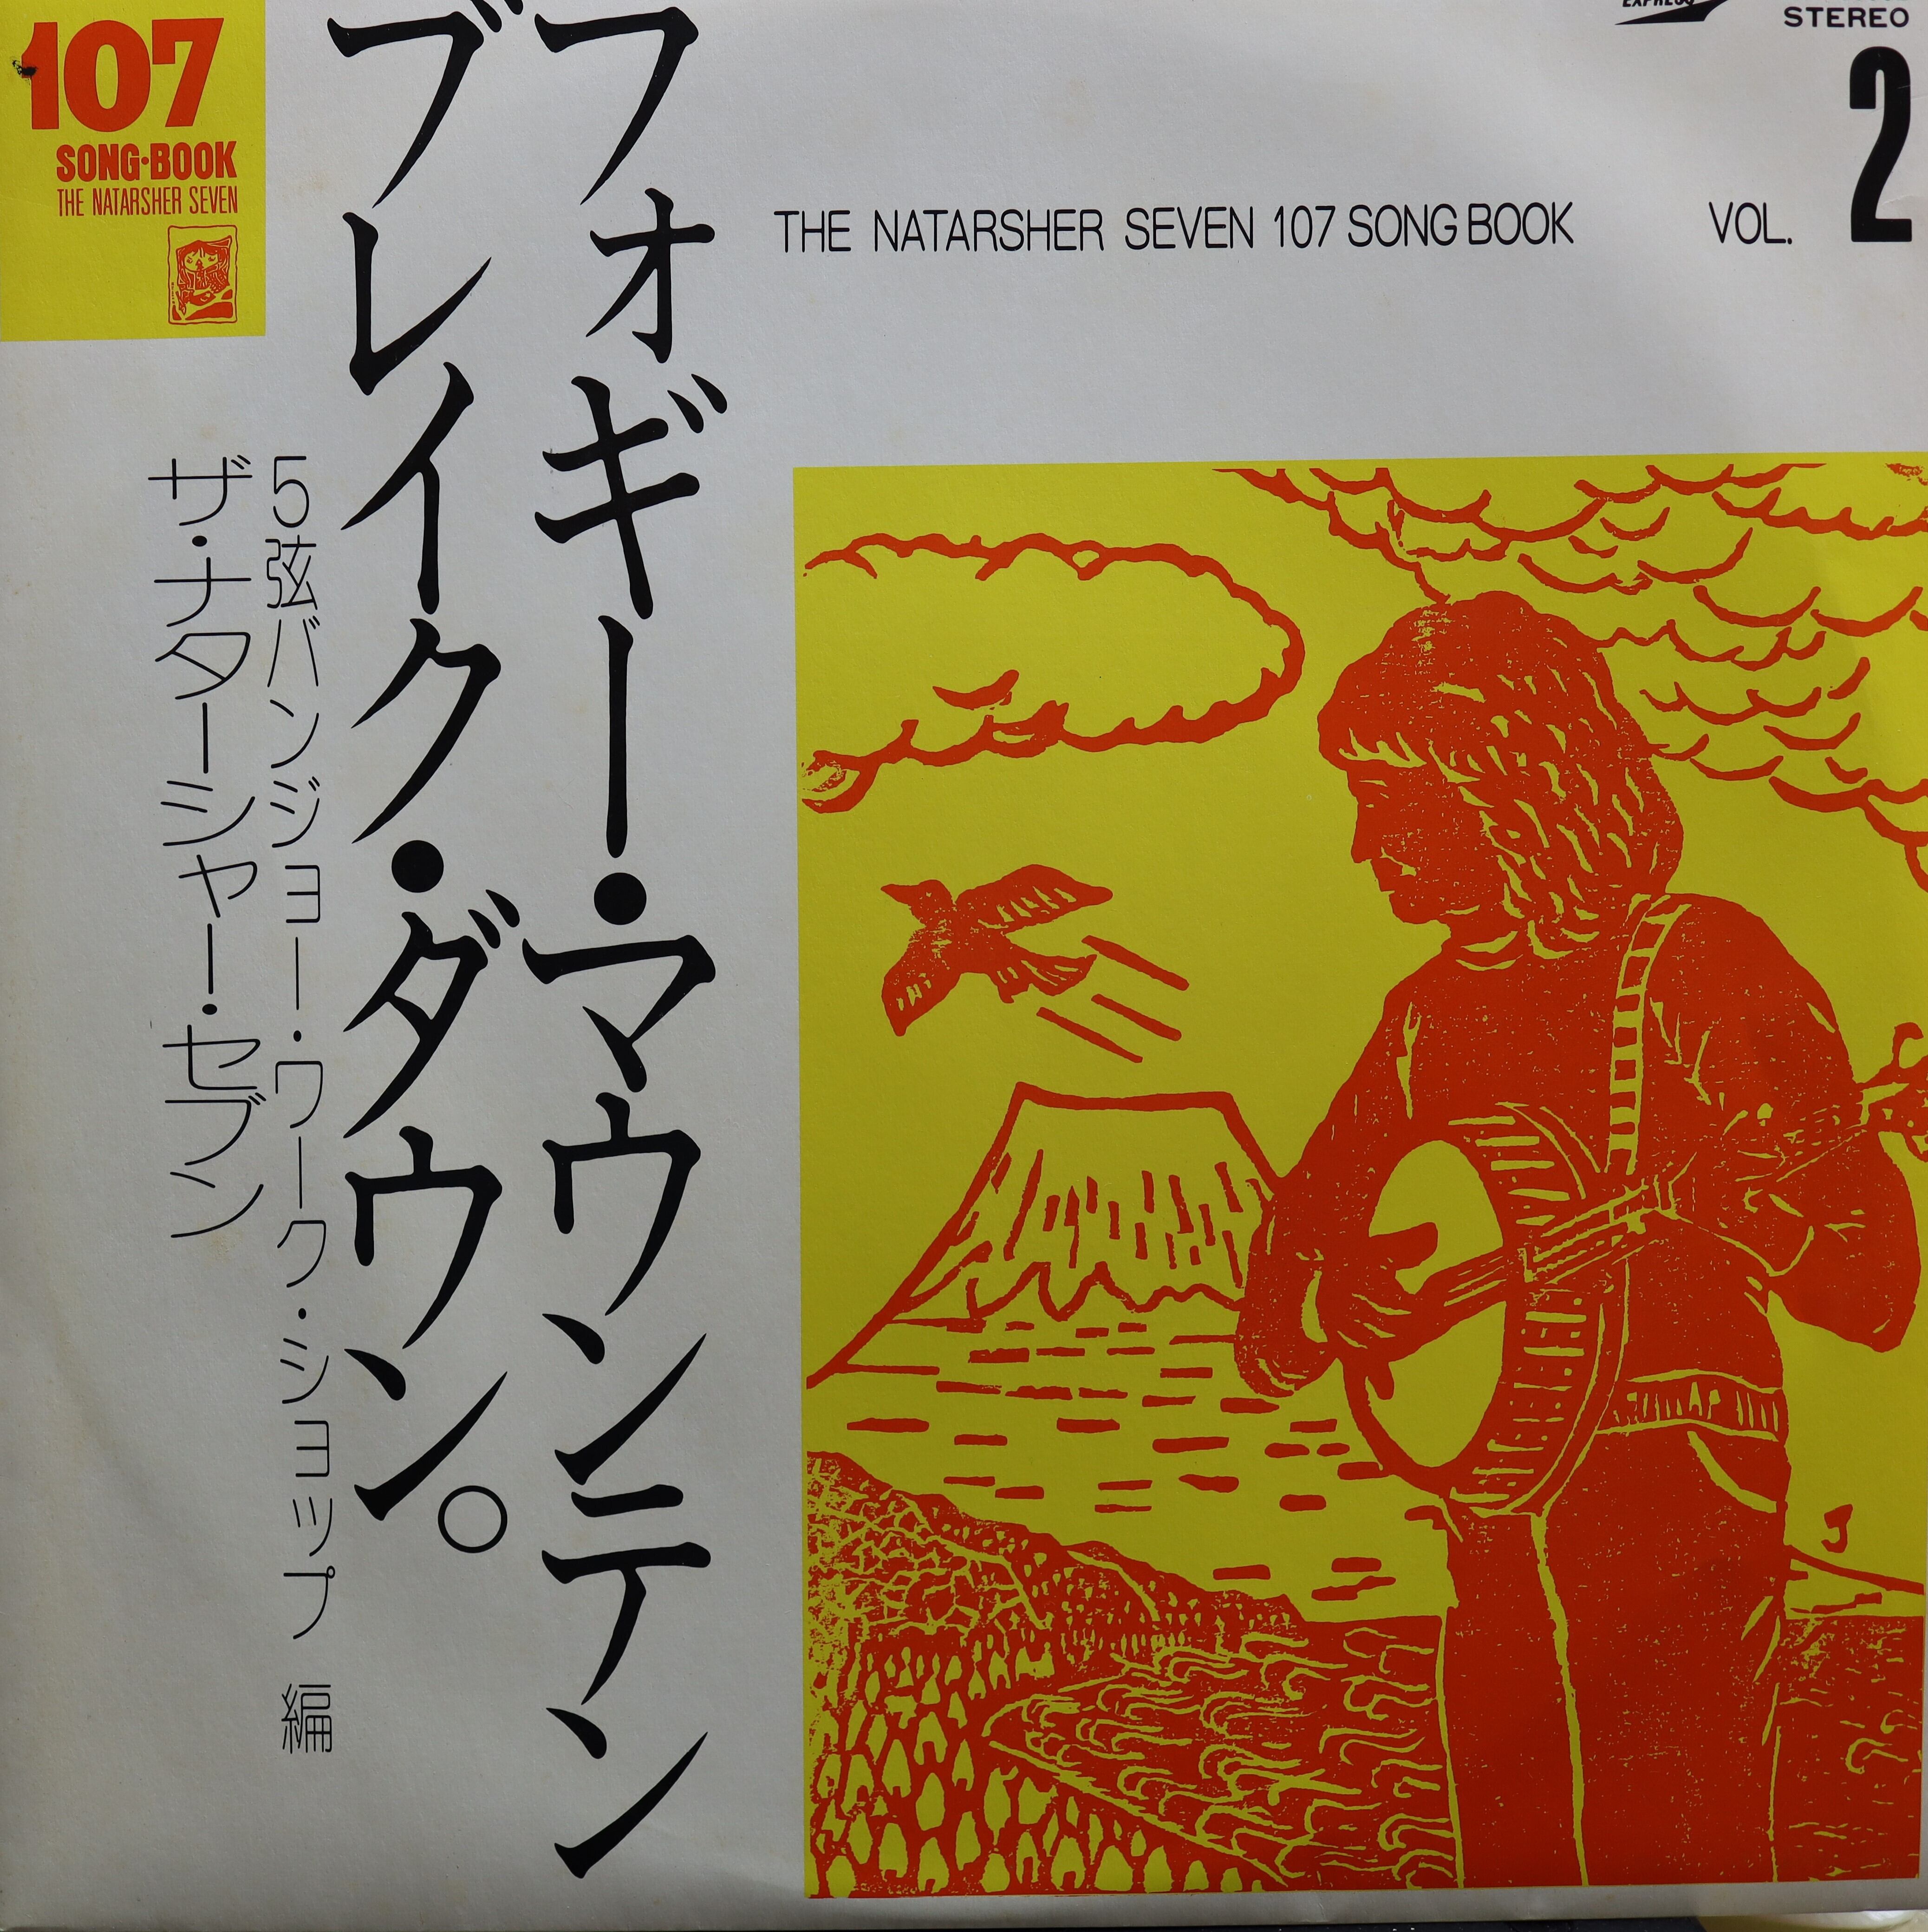 107
SONG·BOOK
THE NATARSHER SEVEN
EXPRESS
STEREO
THE NATARSHER SEVEN 107 SONG BOOK VOL. 2
フォギー・マウンテン
ブレイク・ダウン。
5弦バンジョー・ワーク・ショップ 編
ザ・ナターシャー・セブン